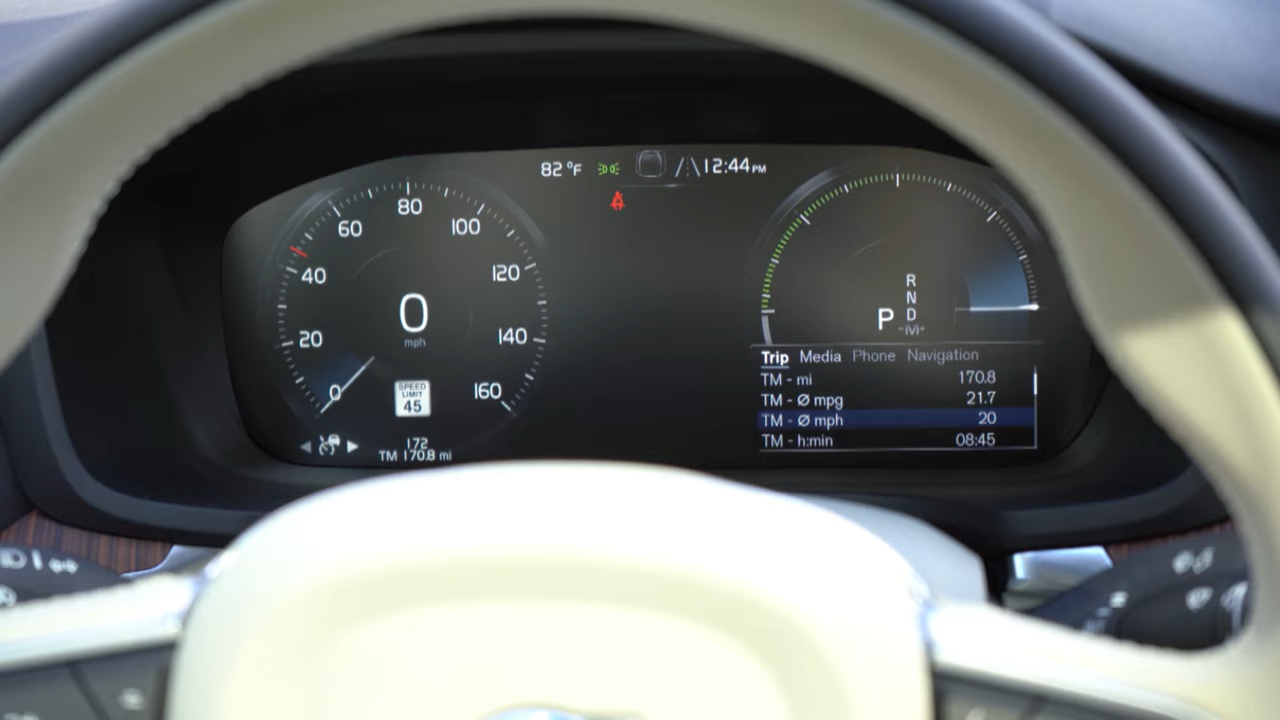 82 °F 12:44 PM
80
60 100
40 120
20 140
0 160
0
mph
SPEED
LIMIT
45
172
TM 170.8 mi
R
N
P D
Trip Media Phone Navigation
TM - mi 170.8
TM - Ø mpg 21.7
TM - Ø mph 20
TM - h:min 08:45